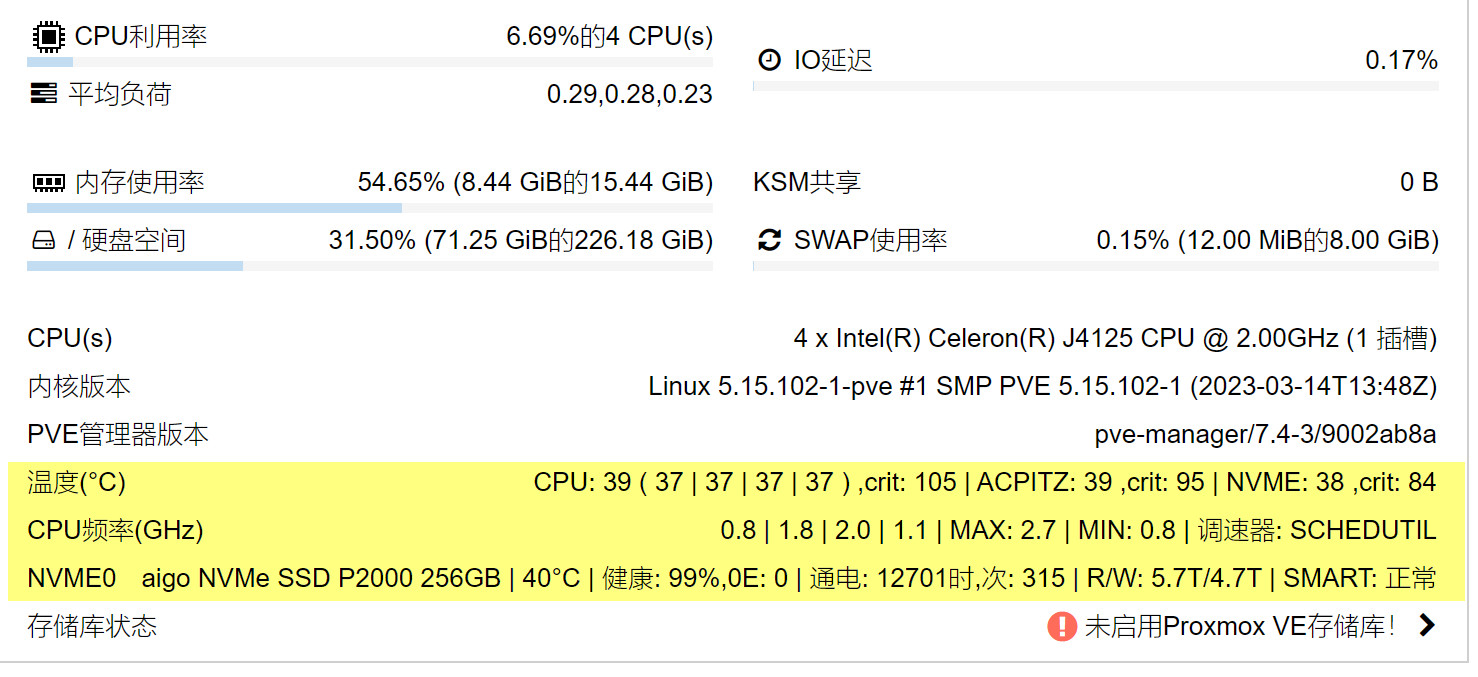 CPU利用率 6.69%的4 CPU(s)
IO延迟 0.17%
平均负荷 0.29,0.28,0.23
内存使用率 54.65% (8.44 GiB的15.44 GiB)
KSM共享 0 B
/ 硬盘空间 31.50% (71.25 GiB的226.18 GiB)
SWAP使用率 0.15% (12.00 MiB的8.00 GiB)
CPU(s) 4 x Intel(R) Celeron(R) J4125 CPU @ 2.00GHz (1 插槽)
内核版本 Linux 5.15.102-1-pve #1 SMP PVE 5.15.102-1 (2023-03-14T13:48Z)
PVE管理器版本 pve-manager/7.4-3/9002ab8a
温度(°C) CPU: 39 ( 37 | 37 | 37 | 37 ) ,crit: 105 | ACPITZ: 39 ,crit: 95 | NVME: 38 ,crit: 84
CPU频率(GHz) 0.8 | 1.8 | 2.0 | 1.1 | MAX: 2.7 | MIN: 0.8 | 调速器: SCHEDUTIL
NVME0 aigo NVMe SSD P2000 256GB | 40°C | 健康: 99%,0E: 0 | 通电: 12701时,次: 315 | R/W: 5.7T/4.7T | SMART: 正常
存储库状态 未启用Proxmox VE存储库!